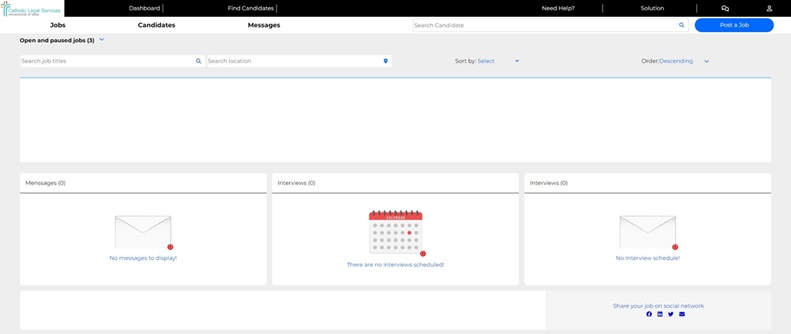 Catholic Legal Services
Dashboard
Find Candidates
Need Help?
Solution
Jobs
Candidates
Messages
Search Candidate
Post a Job
Open and paused jobs (3)
Search job titles
Search location
Sort by: Select
Order:Descending
Menssages (0)
Interviews (0)
Interviews (0)
CALENDAR
No messages to display!
There are no interviews scheduled!
No Interview schedule!
Share your job on social network